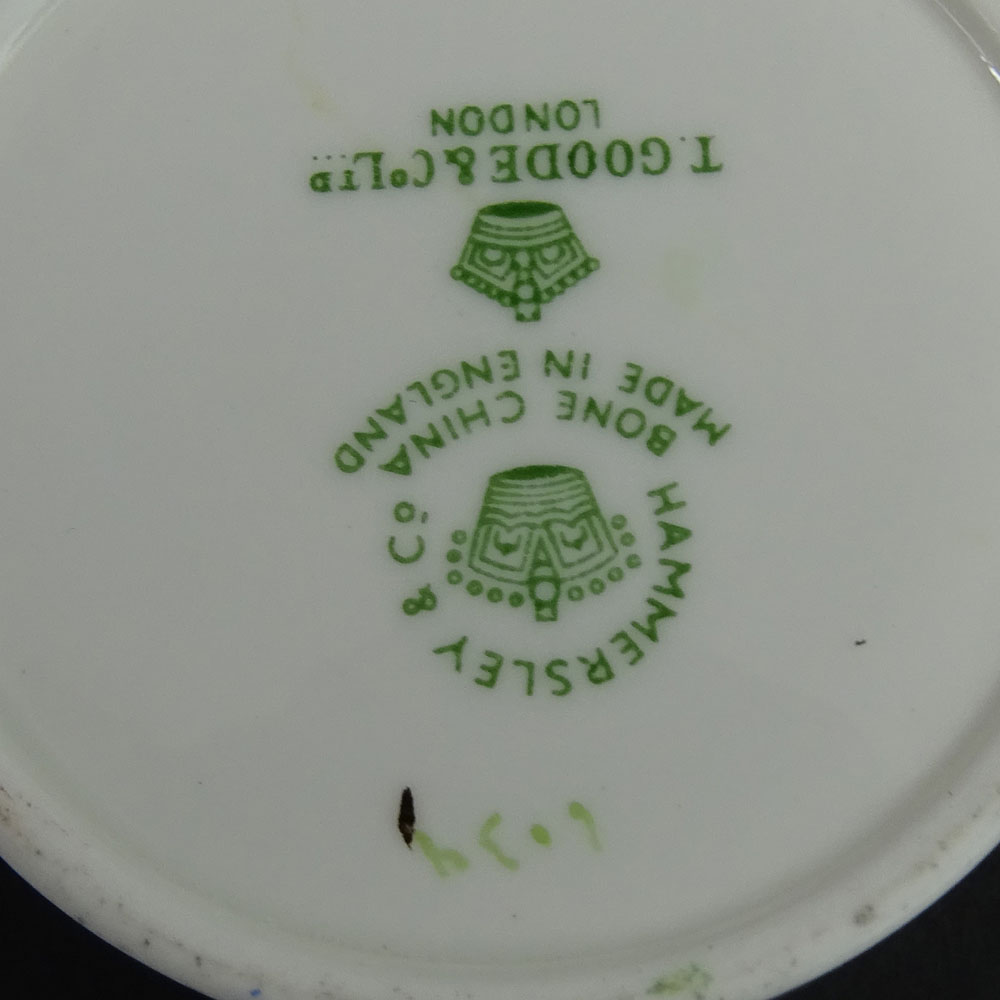 HAMMERSLEY & Co
BONE CHINA
MADE IN ENGLAND
T. GOODE & Co LTD
LONDON